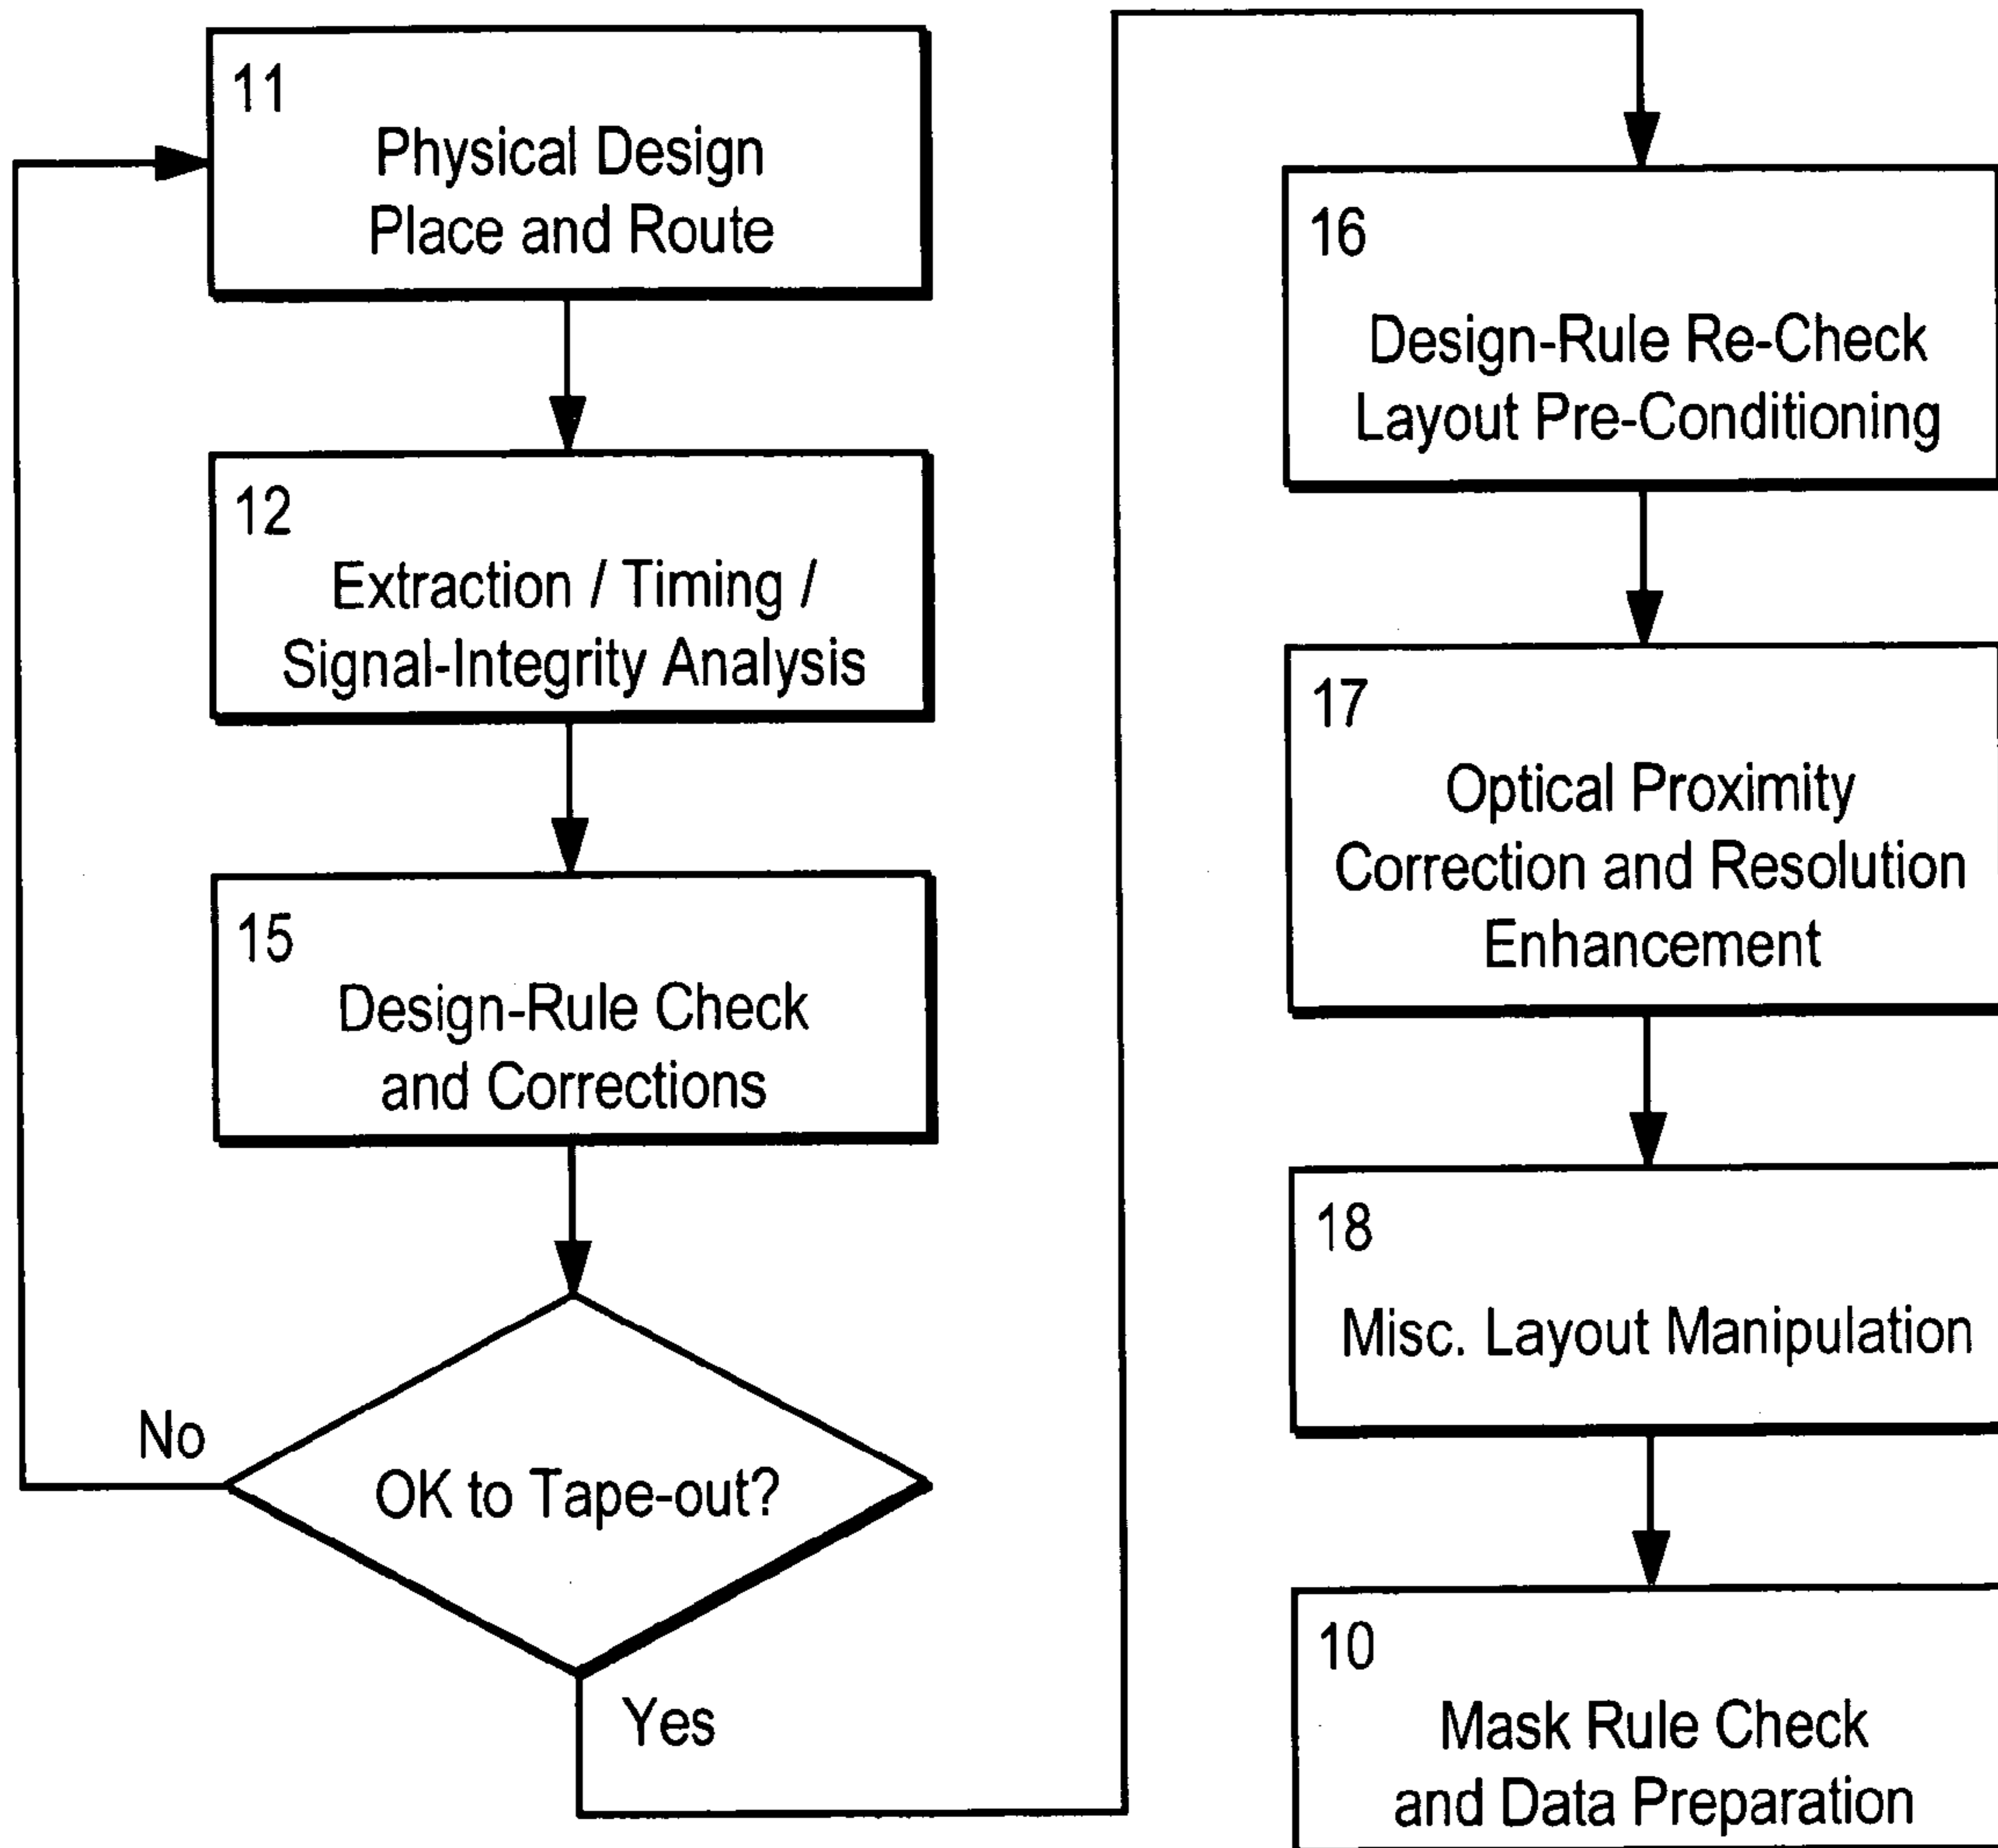 11
Physical Design
Place and Route
12
Extraction / Timing /
Signal-Integrity Analysis
15
Design-Rule Check
and Corrections
No
OK to Tape-out?
Yes
16
Design-Rule Re-Check
Layout Pre-Conditioning
17
Optical Proximity
Correction and Resolution
Enhancement
18
Misc. Layout Manipulation
10
Mask Rule Check
and Data Preparation